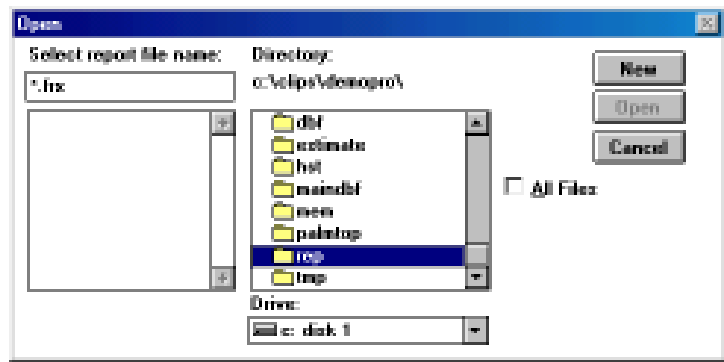 Open
Select report file name:
*.frx
Directory:
c:\clips\demopro\
dbf
estimate
hst
maindbf
mem
palmtop
rep
tmp
Drive:
c: disk 1
New
Open
Cancel
All Files